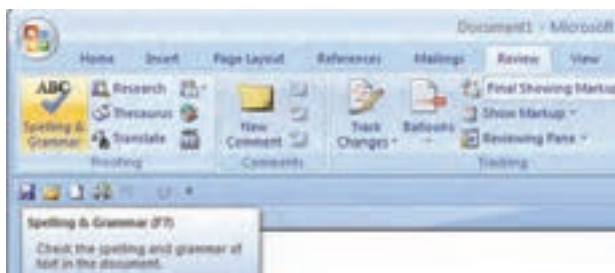 Document1 - Microsoft
Home Insert Page Layout References Mailings Review View
ABC Research Final Showing Markup
Thesaurus Show Markup
Spelling & Grammar Translate New Comment Track Changes Balloons Reviewing Pane
Proofing Comments Tracking
Spelling & Grammar (F7)
Check the spelling and grammar of
text in the document.